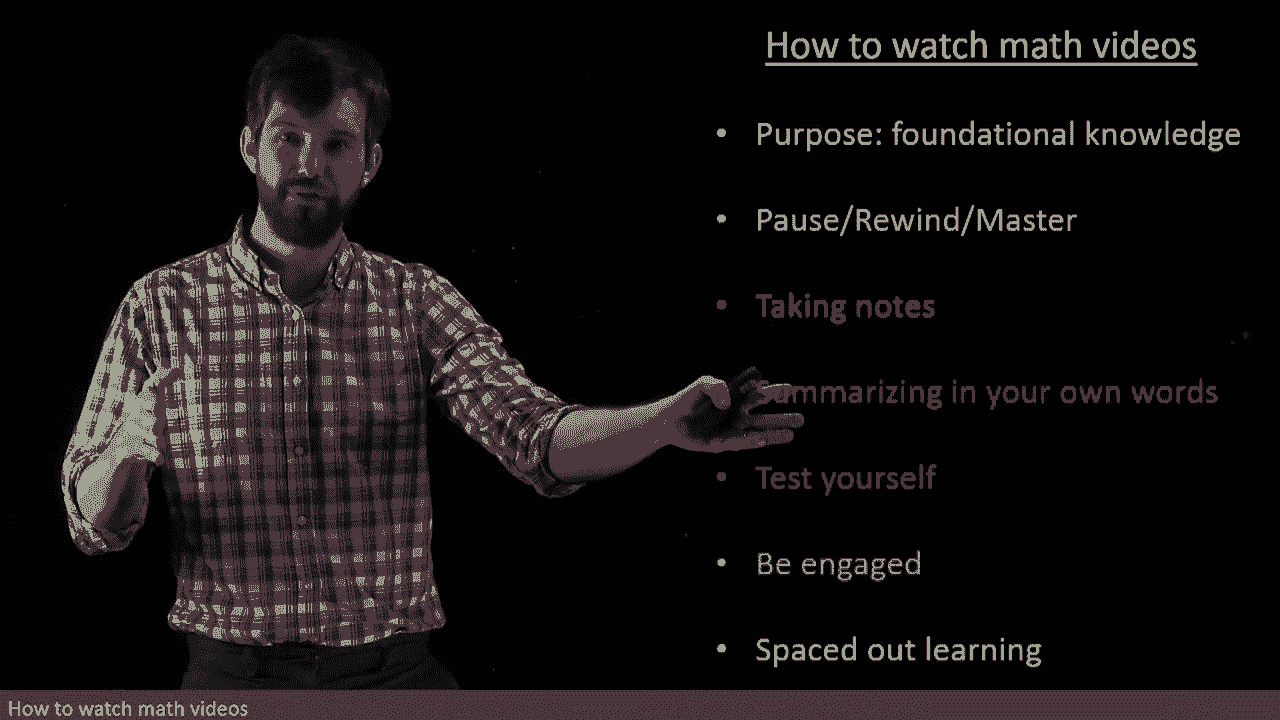 How to watch math videos
• Purpose: foundational knowledge
• Pause/Rewind/Master
• Taking notes
• Summarizing in your own words
• Test yourself
• Be engaged
• Spaced out learning
How to watch math videos